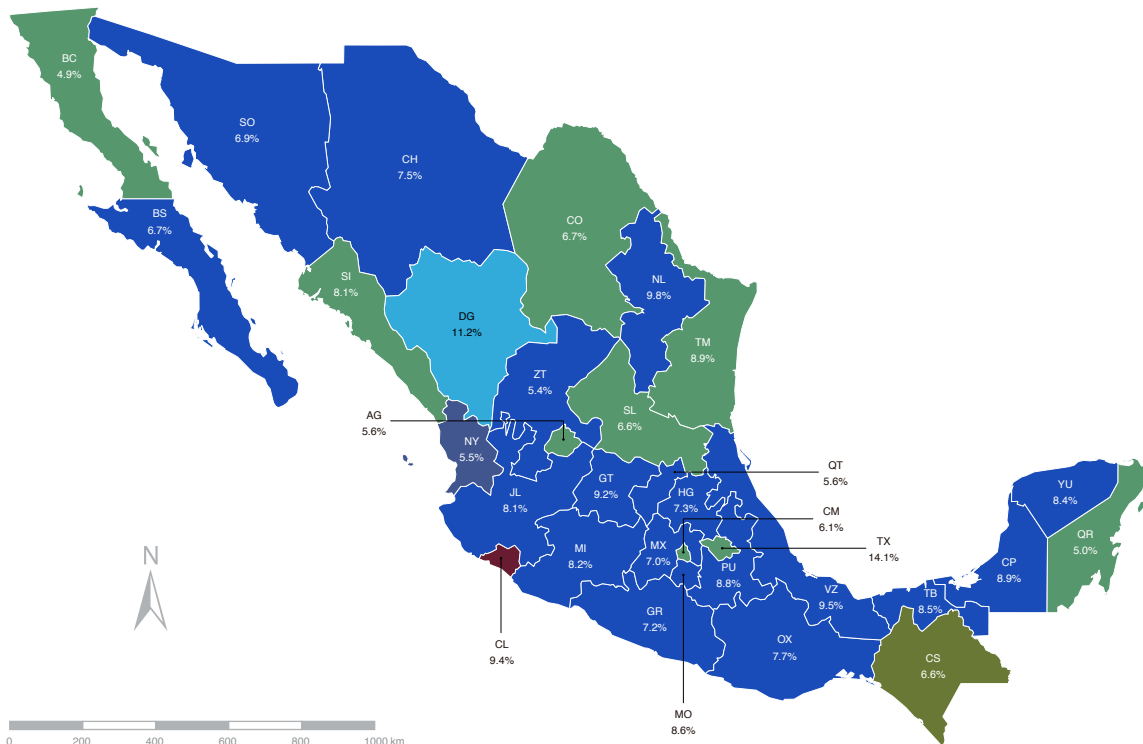 BC
4.9%
SO
6.9%
CH
7.5%
BS
6.7%
CO
6.7%
SI
8.1%
NL
9.8%
DG
11.2%
TM
8.9%
ZT
5.4%
AG
5.6%
SL
6.6%
NY
5.5%
QT
5.6%
GT
9.2%
JL
8.1%
HG
7.3%
YU
8.4%
CM
6.1%
QR
5.0%
TX
14.1%
MI
8.2%
MX
7.0%
PU
8.8%
CP
8.9%
VZ
9.5%
TB
8.5%
GR
7.2%
OX
7.7%
CL
9.4%
CS
6.6%
MO
8.6%
N
0 200 400 600 800 1000 km